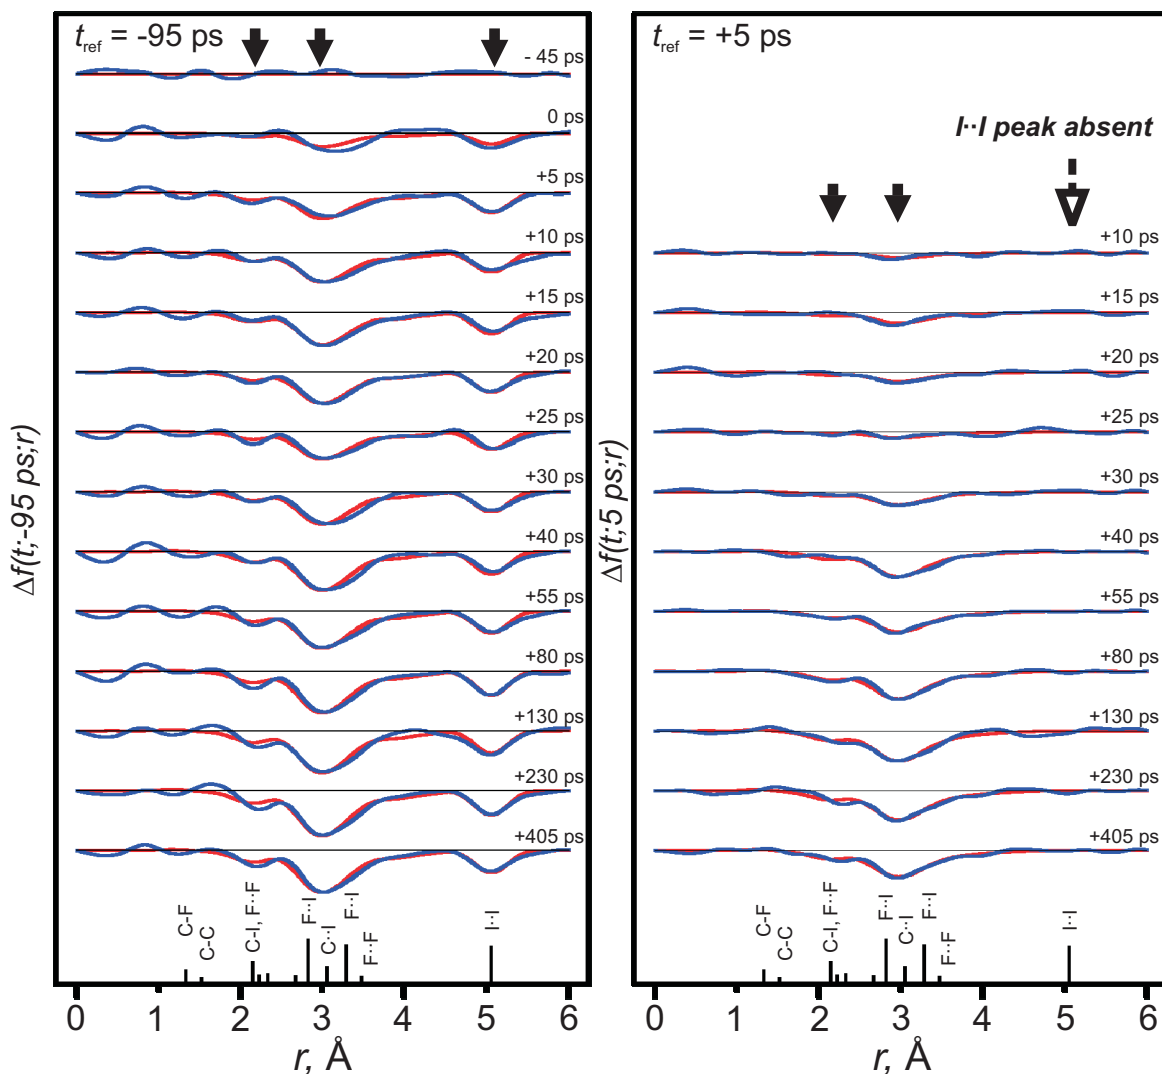 t_ref = -95 ps
- 45 ps
0 ps
+5 ps
+10 ps
+15 ps
+20 ps
+25 ps
+30 ps
+40 ps
+55 ps
+80 ps
+130 ps
+230 ps
+405 ps
Δf(t;-95 ps;r)
C-F
C-C
C-I, F··F
F··I
C··I
F··I
F··F
I··I
0 1 2 3 4 5 6
r, Å
t_ref = +5 ps
I··I peak absent
+10 ps
+15 ps
+20 ps
+25 ps
+30 ps
+40 ps
+55 ps
+80 ps
+130 ps
+230 ps
+405 ps
Δf(t;5 ps;r)
C-F
C-C
C-I, F··F
F··I
C··I
F··I
F··F
I··I
0 1 2 3 4 5 6
r, Å